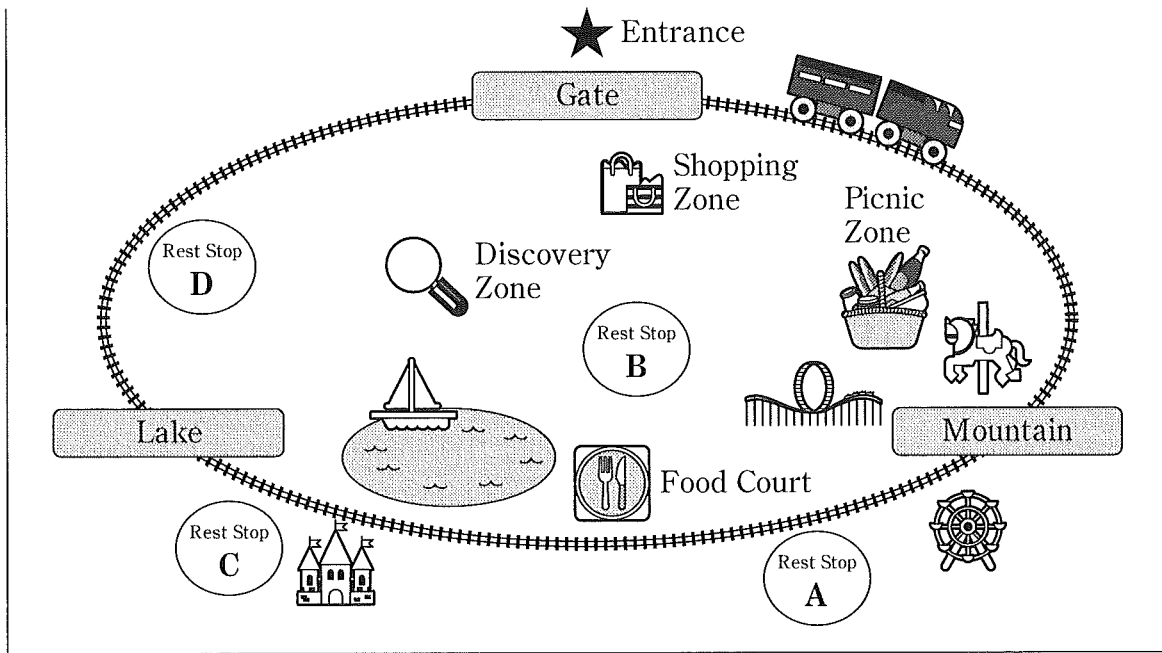 Entrance
Gate
Shopping
Zone
Picnic
Zone
Rest Stop
D
Discovery
Zone
Rest Stop
B
Lake
Mountain
Food Court
Rest Stop
C
Rest Stop
A